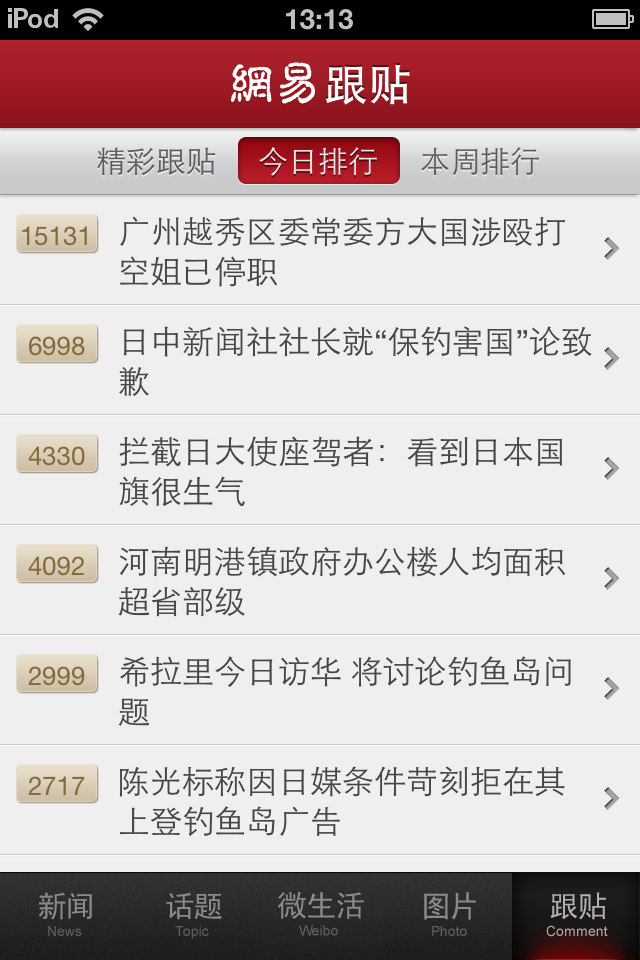 iPod 13:13
網易跟贴
精彩跟贴 今日排行 本周排行
15131 广州越秀区委常委方大国涉殴打
空姐已停职
6998 日中新闻社社长就“保钓害国”论致
歉
4330 拦截日大使座驾者：看到日本国
旗很生气
4092 河南明港镇政府办公楼人均面积
超省部级
2999 希拉里今日访华 将讨论钓鱼岛问
题
2717 陈光标称因日媒条件苛刻拒在其
上登钓鱼岛广告
新闻 话题 微生活 图片 跟贴
News Topic Weibo Photo Comment